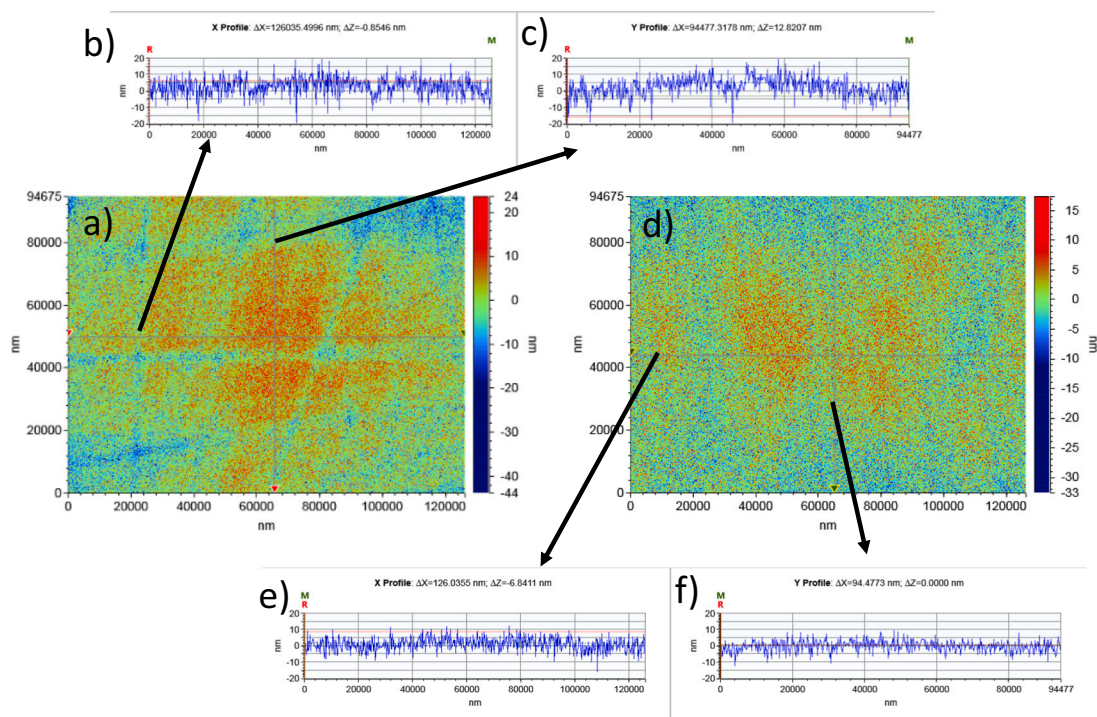 b)
X Profile: ΔX=126035.4996 nm; ΔZ=-0.8546 nm
R
M
20
10
0
-10
-20
nm
0 20000 40000 60000 80000 100000 120000
nm
c)
Y Profile: ΔX=94477.3178 nm; ΔZ=12.8207 nm
R
M
20
10
0
-10
-20
nm
0 20000 40000 60000 80000 94477
nm
a)
94675
80000
60000
40000
20000
0
nm
0 20000 40000 60000 80000 100000
nm
24
20
10
0
-10
-20
-30
-40
-44
nm
d)
94675
80000
60000
40000
20000
0
nm
0 20000 40000 60000 80000 100000
nm
15
10
5
0
-5
-10
-15
-20
-25
-30
-33
nm
e)
X Profile: ΔX=126.0355 nm; ΔZ=-6.8411 nm
M
R
20
10
0
-10
-20
nm
0 20000 40000 60000 80000 100000 120000
nm
f)
Y Profile: ΔX=94.4773 nm; ΔZ=0.0000 nm
M
R
20
10
0
-10
-20
nm
0 20000 40000 60000 80000 94477
nm